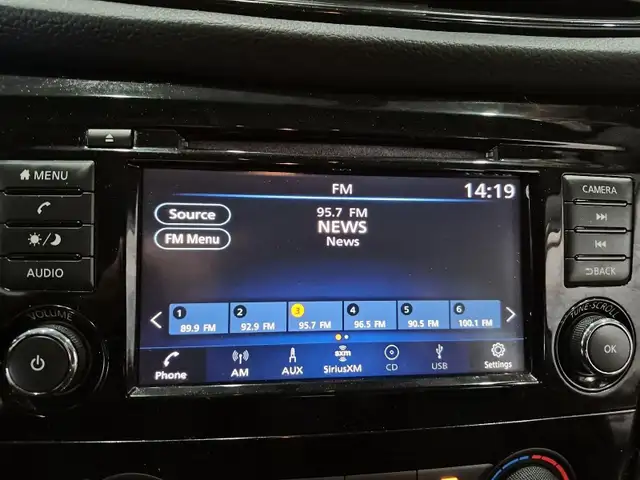 MENU
AUDIO
VOLUME
FM
14:19
Source
FM Menu
95.7 FM
NEWS
News
1
89.9 FM
2
92.9 FM
3
95.7 FM
4
96.5 FM
5
90.5 FM
6
100.1 FM
Phone
AM
AUX
sxm
SiriusXM
CD
USB
Settings
CAMERA
BACK
TUNE·SCROLL
OK